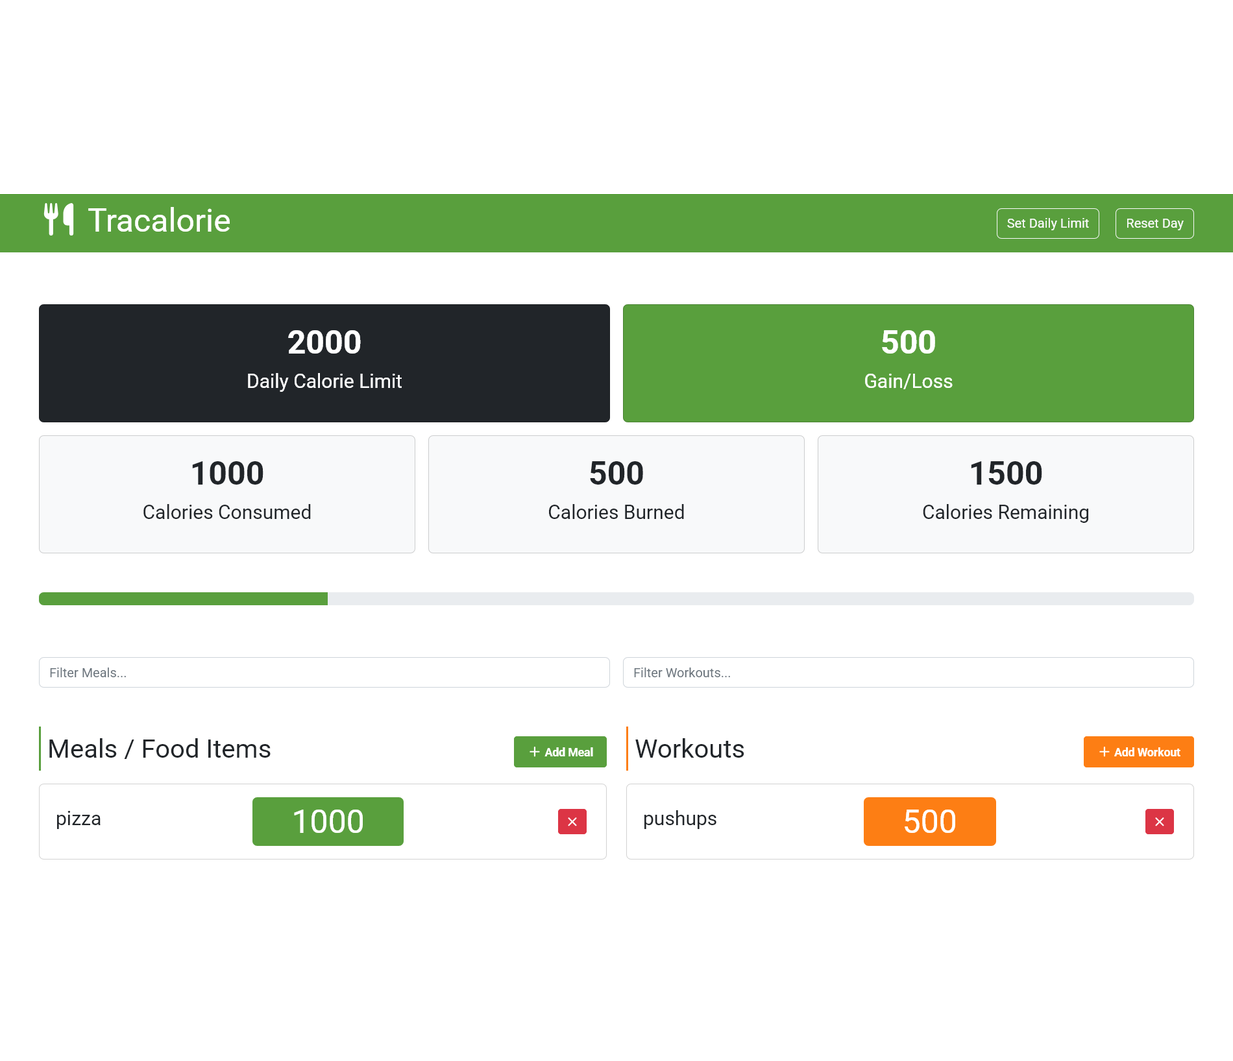 Tracalorie
Set Daily Limit
Reset Day
2000
Daily Calorie Limit
500
Gain/Loss
1000
Calories Consumed
500
Calories Burned
1500
Calories Remaining
Filter Meals...
Filter Workouts...
Meals / Food Items
Add Meal
pizza
1000
Workouts
Add Workout
pushups
500